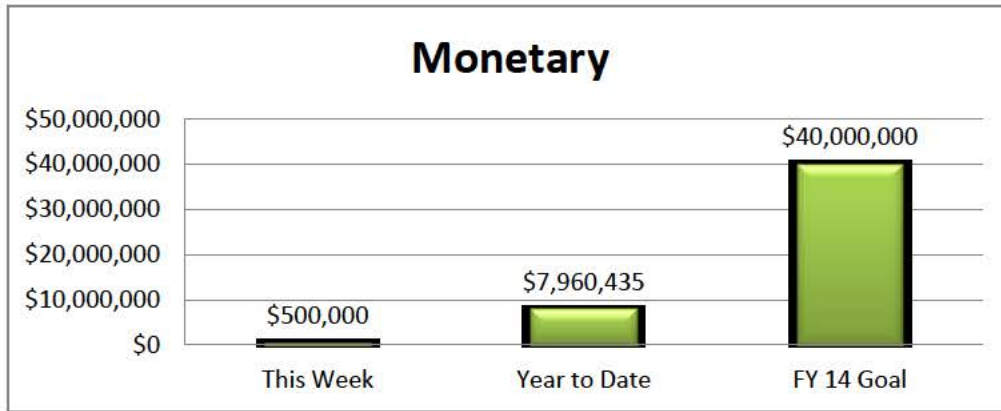 Monetary
$50,000,000
$40,000,000
$30,000,000
$20,000,000
$10,000,000
$0
$500,000
$7,960,435
$40,000,000
This Week
Year to Date
FY 14 Goal